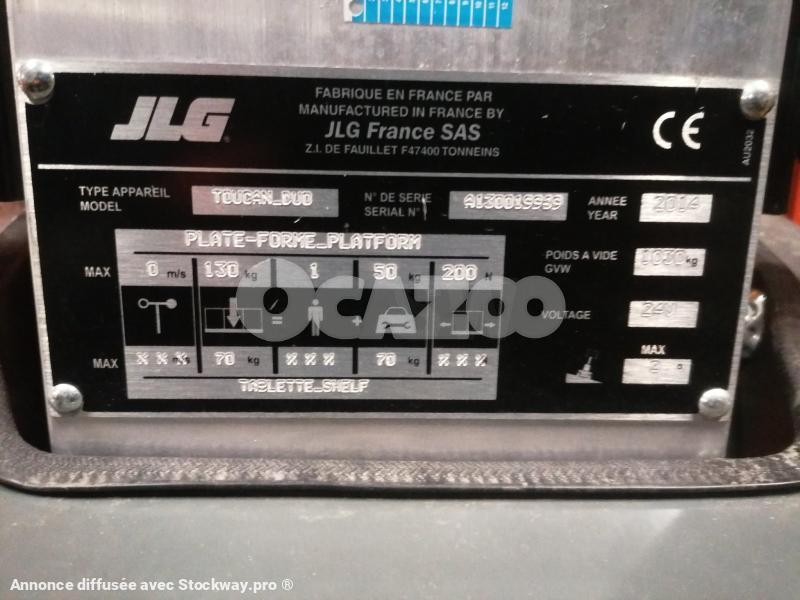 JLG
FABRIQUE EN FRANCE PAR
MANUFACTURED IN FRANCE BY
JLG France SAS
Z.I. DE FAUILLET F47400 TONNEINS
CE
AU2032
TYPE APPAREIL
MODEL
TOUCAN_DUO
N° DE SERIE
SERIAL N°
A130019939
ANNEE
YEAR
2014
PLATE-FORME_PLATFORM
MAX 0 m/s 130 kg 1 50 kg 200 N
= +
MAX X X X m/s 70 kg X X X 70 kg X X X
TABLETTE_SHELF
POIDS A VIDE
GVW
kg
VOLTAGE
24V
MAX
2 °
OCAZOO
Annonce diffusée avec Stockway.pro ®